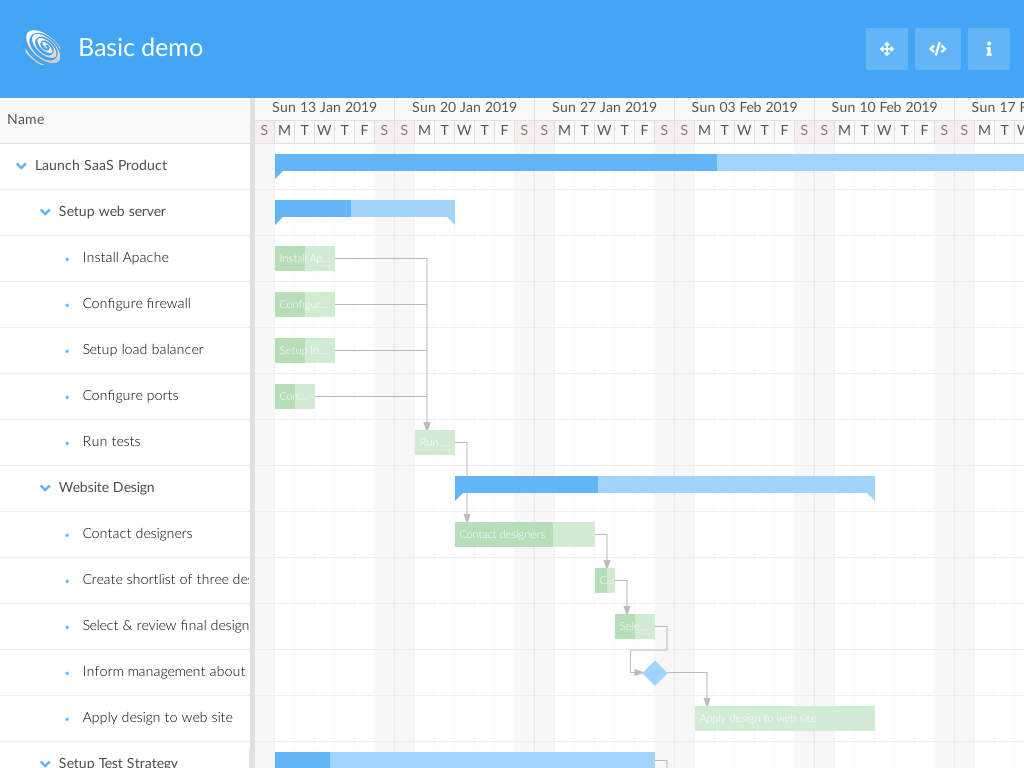 Basic demo
Name
Sun 13 Jan 2019 Sun 20 Jan 2019 Sun 27 Jan 2019 Sun 03 Feb 2019 Sun 10 Feb 2019 Sun 17 F
S M T W T F S S M T W T F S S M T W T F S S M T W T F S S M T W T F S S M T W
Launch SaaS Product
Setup web server
Install Apache Install Ap...
Configure firewall Configur...
Setup load balancer Setup lo...
Configure ports Con...
Run tests Run ...
Website Design
Contact designers Contact designers
Create shortlist of three des C...
Select & review final design Sele...
Inform management about
Apply design to web site Apply design to web site
Setup Test Strategy